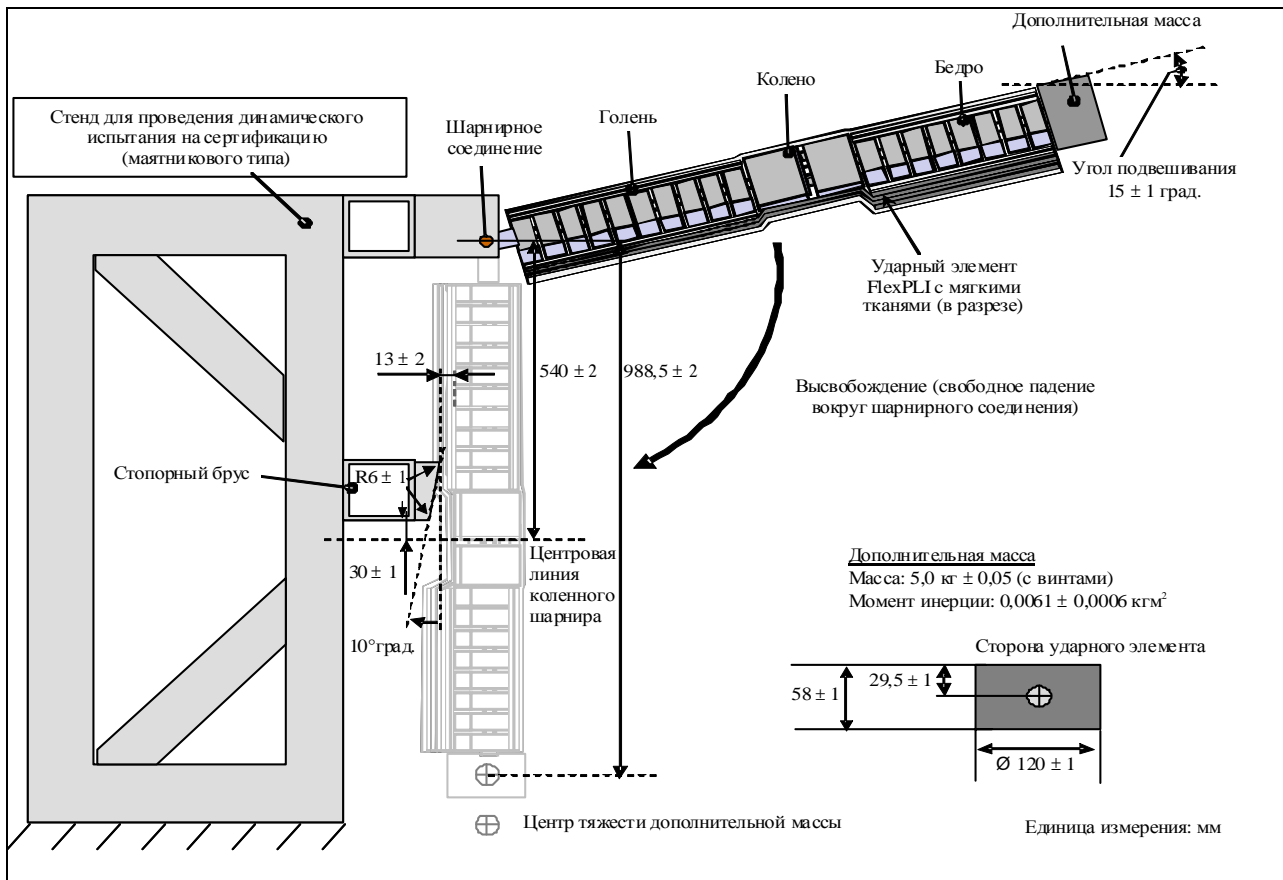 Дополнительная масса
Бедро
Колено
Голень
Шарнирное
соединение
Стенд для проведения динамического
испытания на сертификацию
(маятникового типа)
Угол подвешивания
15 ± 1 град.
Ударный элемент
FlexPLI с мягкими
тканями (в разрезе)
13 ± 2
540 ± 2
988,5 ± 2
Высвобождение (свободное падение
вокруг шарнирного соединения)
Стопорный брус
R6 ± 1
30 ± 1
10° град.
Центровая
линия
коленного
шарнира
Дополнительная масса
Масса: 5,0 кг ± 0,05 (с винтами)
Момент инерции: 0,0061 ± 0,0006 кгм²
Сторона ударного элемента
58 ± 1
29,5 ± 1
Ø 120 ± 1
Центр тяжести дополнительной массы
Единица измерения: мм